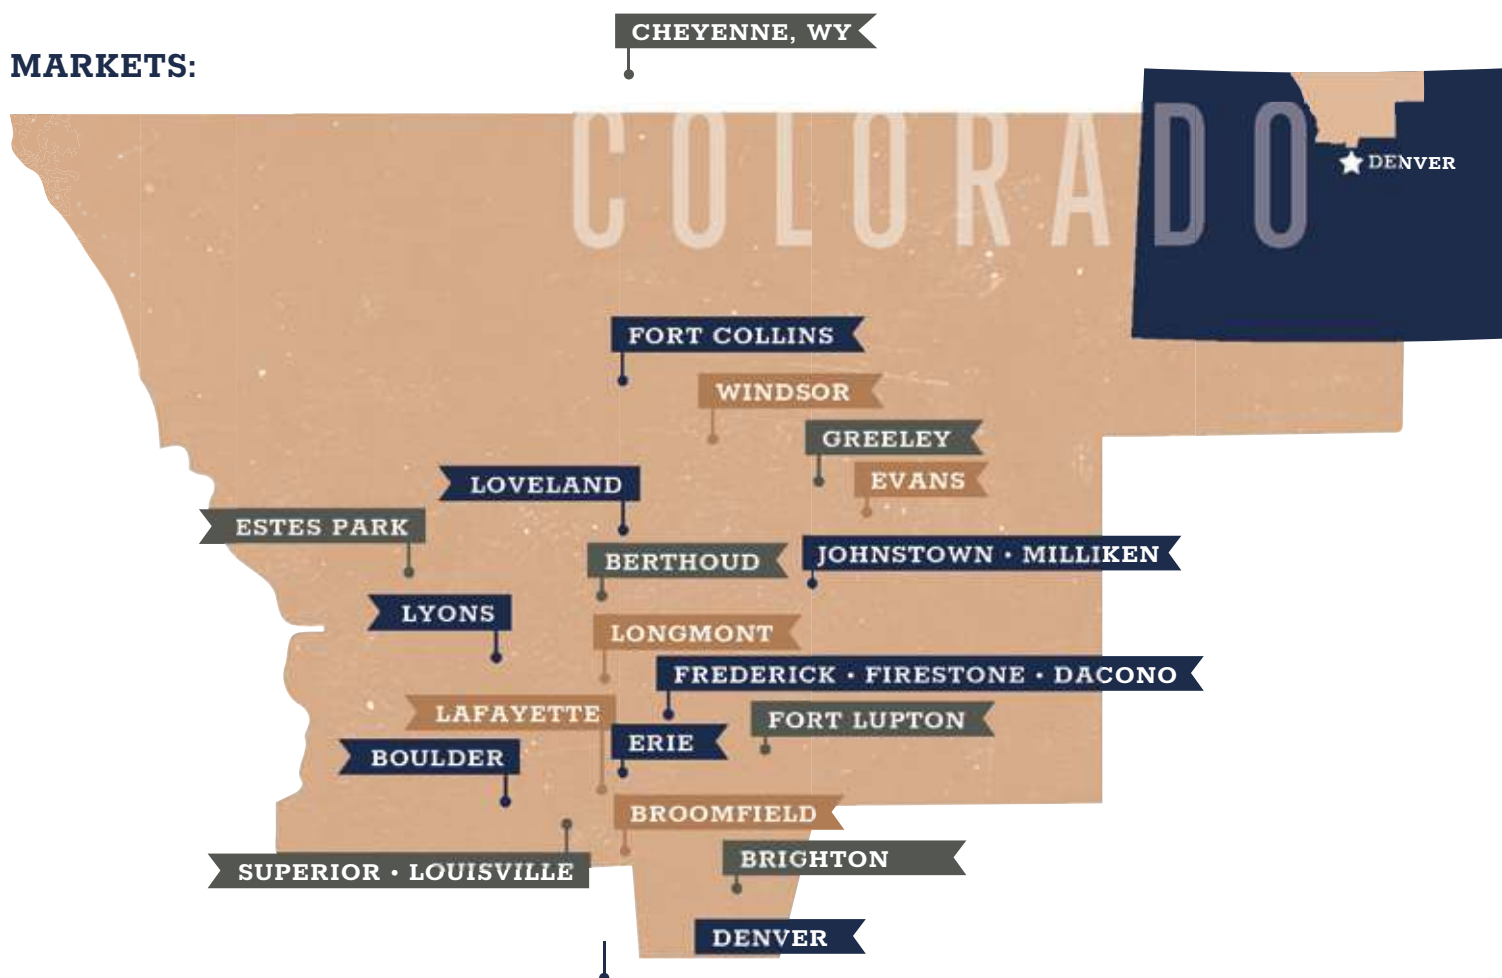 CHEYENNE, WY
MARKETS:
COLORADO
DENVER
FORT COLLINS
WINDSOR
GREELEY
EVANS
LOVELAND
ESTES PARK
BERTHOUD
JOHNSTOWN • MILLIKEN
LYONS
LONGMONT
FREDERICK • FIRESTONE • DACONO
LAFAYETTE
FORT LUPTON
ERIE
BOULDER
BROOMFIELD
BRIGHTON
SUPERIOR • LOUISVILLE
DENVER